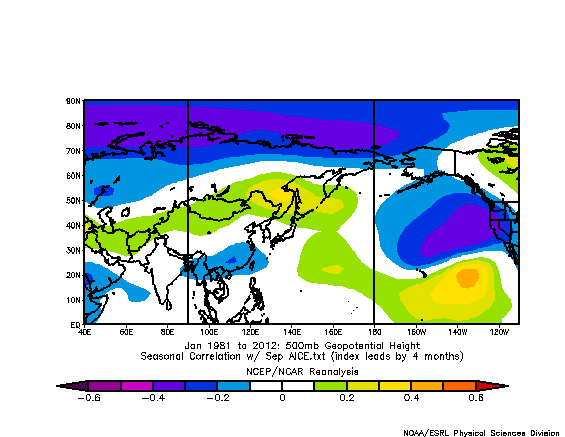 90N
80N
70N
60N
50N
40N
30N
20N
10N
EQ
40E 60E 80E 100E 120E 140E 160E 180 160W 140W 120W
Jan 1981 to 2012: 500mb Geopotential Height
Seasonal Correlation w/ Sep AICE.txt (index leads by 4 months)
NCEP/NCAR Reanalysis
-0.6 -0.4 -0.2 0 0.2 0.4 0.6
NOAA/ESRL Physical Sciences Division